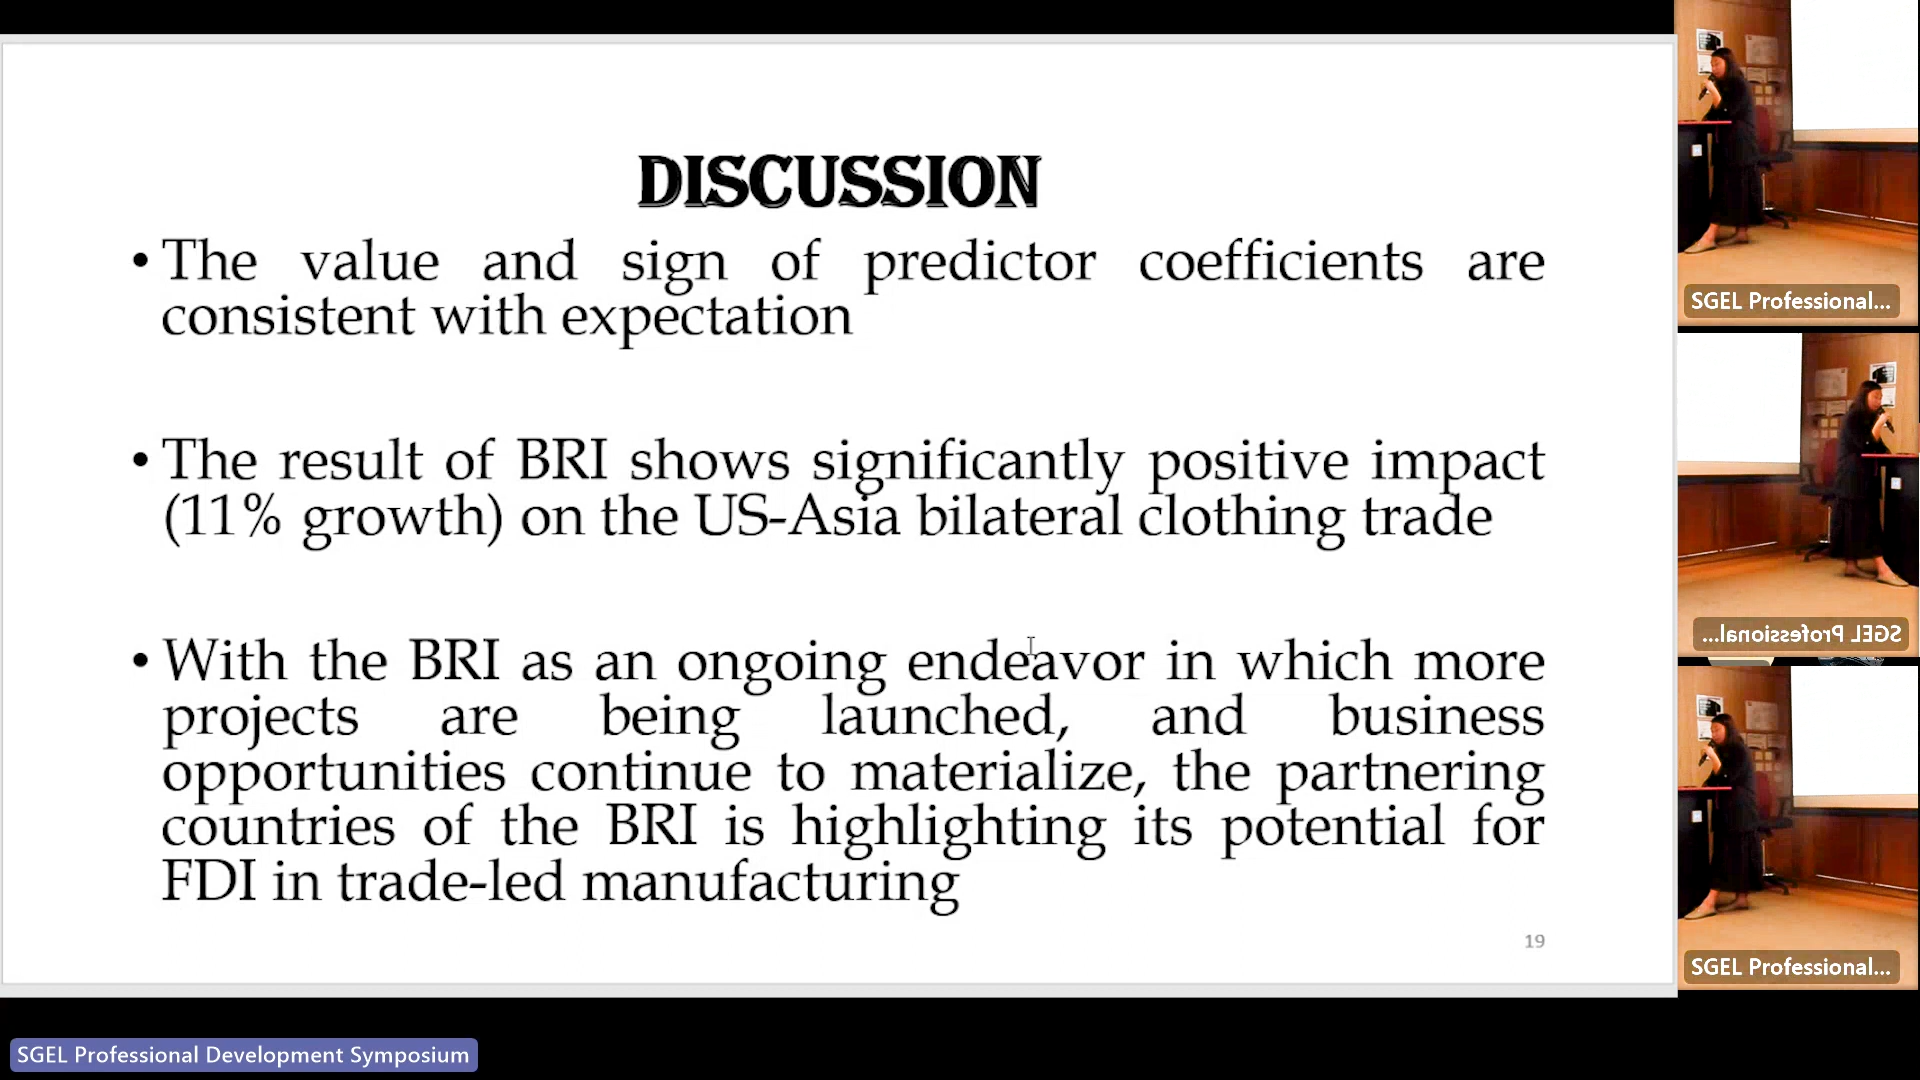 DISCUSSION
• The value and sign of predictor coefficients are
consistent with expectation
• The result of BRI shows significantly positive impact
(11% growth) on the US-Asia bilateral clothing trade
• With the BRI as an ongoing endeavor in which more
projects are being launched, and business
opportunities continue to materialize, the partnering
countries of the BRI is highlighting its potential for
FDI in trade-led manufacturing
19
SGEL Professional...
SGEL Professional...
SGEL Professional...
SGEL Professional Development Symposium